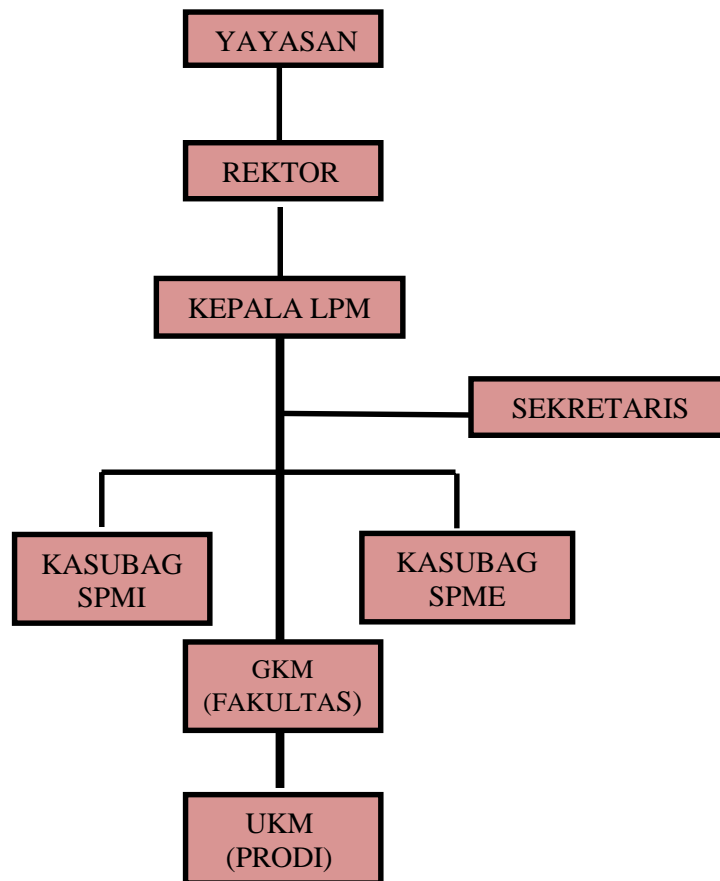 YAYASAN
REKTOR
KEPALA LPM
SEKRETARIS
KASUBAG
SPMI
KASUBAG
SPME
GKM
(FAKULTAS)
UKM
(PRODI)